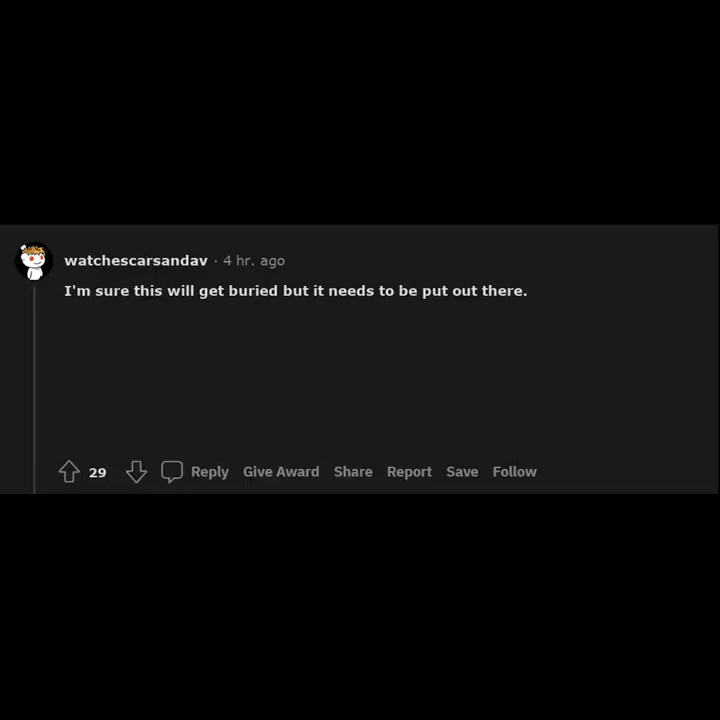 watchescarsandav · 4 hr. ago
I'm sure this will get buried but it needs to be put out there.
29 Reply Give Award Share Report Save Follow